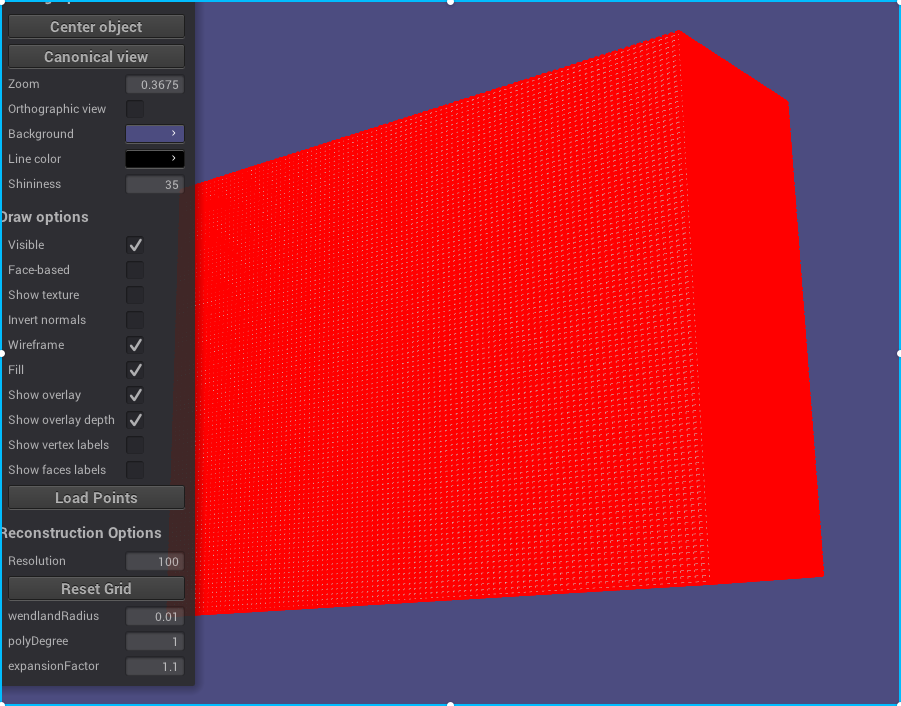 Center object
Canonical view
Zoom 0.3675
Orthographic view
Background
Line color
Shininess 35
Draw options
Visible
Face-based
Show texture
Invert normals
Wireframe
Fill
Show overlay
Show overlay depth
Show vertex labels
Show faces labels
Load Points
Reconstruction Options
Resolution 100
Reset Grid
wendlandRadius 0.01
polyDegree 1
expansionFactor 1.1